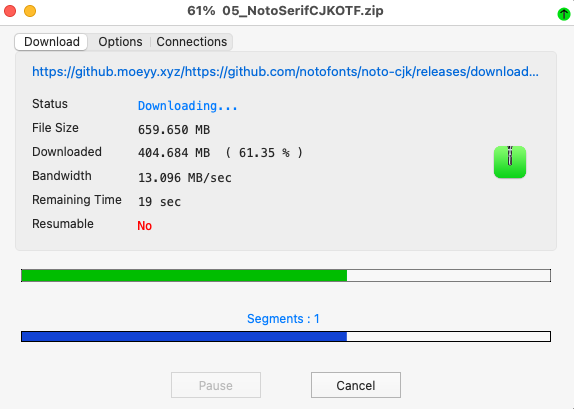 61% 05_NotoSerifCJKOTF.zip
Download Options Connections
https://github.moeyy.xyz/https://github.com/notofonts/noto-cjk/releases/download...
Status Downloading...
File Size 659.650 MB
Downloaded 404.684 MB ( 61.35 % )
Bandwidth 13.096 MB/sec
Remaining Time 19 sec
Resumable No
Segments : 1
Pause Cancel